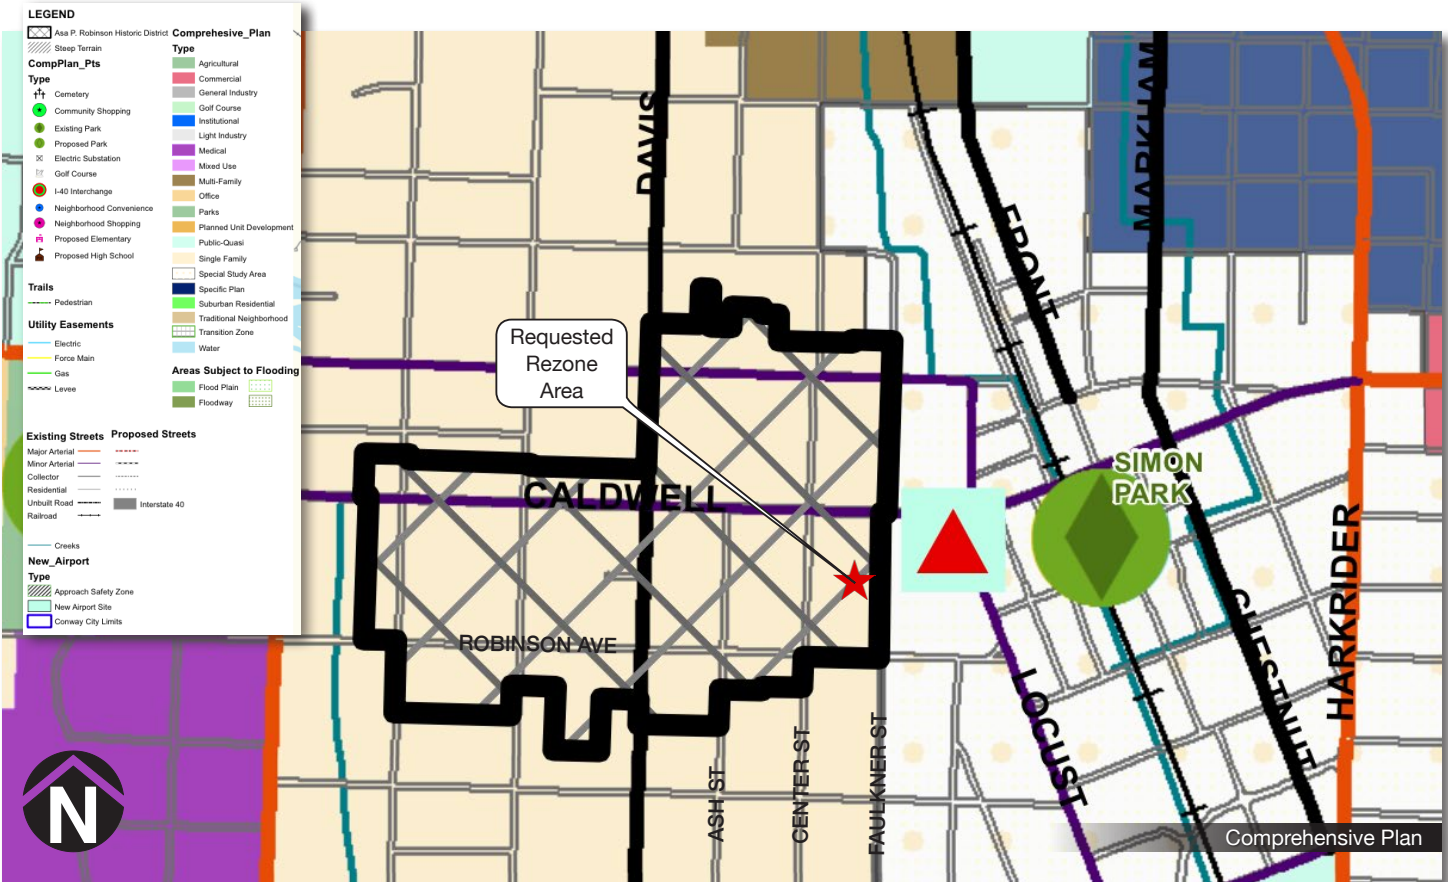 LEGEND
Asa P. Robinson Historic District
Steep Terrain
CompPlan_Pts
Type
Cemetery
Community Shopping
Existing Park
Proposed Park
Electric Substation
Golf Course
I-40 Interchange
Neighborhood Convenience
Neighborhood Shopping
Proposed Elementary
Proposed High School
Trails
Pedestrian
Utility Easements
Electric
Force Main
Gas
Levee
Comprehesive_Plan
Type
Agricultural
Commercial
General Industry
Golf Course
Institutional
Light Industry
Medical
Mixed Use
Multi-Family
Office
Parks
Planned Unit Development
Public-Quasi
Single Family
Special Study Area
Specific Plan
Suburban Residential
Traditional Neighborhood
Transition Zone
Water
Areas Subject to Flooding
Flood Plain
Floodway
Existing Streets
Proposed Streets
Major Arterial
Minor Arterial
Collector
Residential
Unbuilt Road
Interstate 40
Railroad
Creeks
New_Airport
Type
Approach Safety Zone
New Airport Site
Conway City Limits
DAVIS
MARKHAM
FRONT
Requested
Rezone
Area
CALDWELL
SIMON
PARK
ROBINSON AVE
HARKRIDER
CHESTNUT
LOCUST
ASH ST
CENTER ST
FAULKNER ST
N
Comprehensive Plan